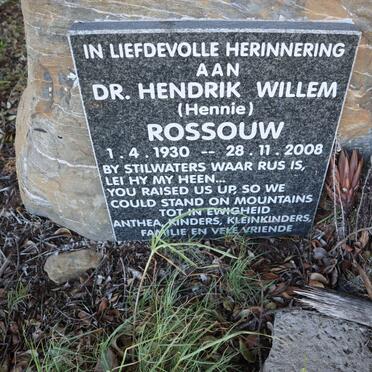 IN LIEFDEVOLLE HERINNERING
AAN
DR. HENDRIK WILLEM
(Hennie)
ROSSOUW
1 . 4 . 1930 -- 28 . 11 . 2008
BY STILWATERS WAAR RUS IS,
LEI HY MY HEEN...
YOU RAISED US UP, SO WE
COULD STAND ON MOUNTAINS
TOT IN EWIGHEID
ANTHEA, KINDERS, KLEINKINDERS,
FAMILIE EN VELE VRIENDE